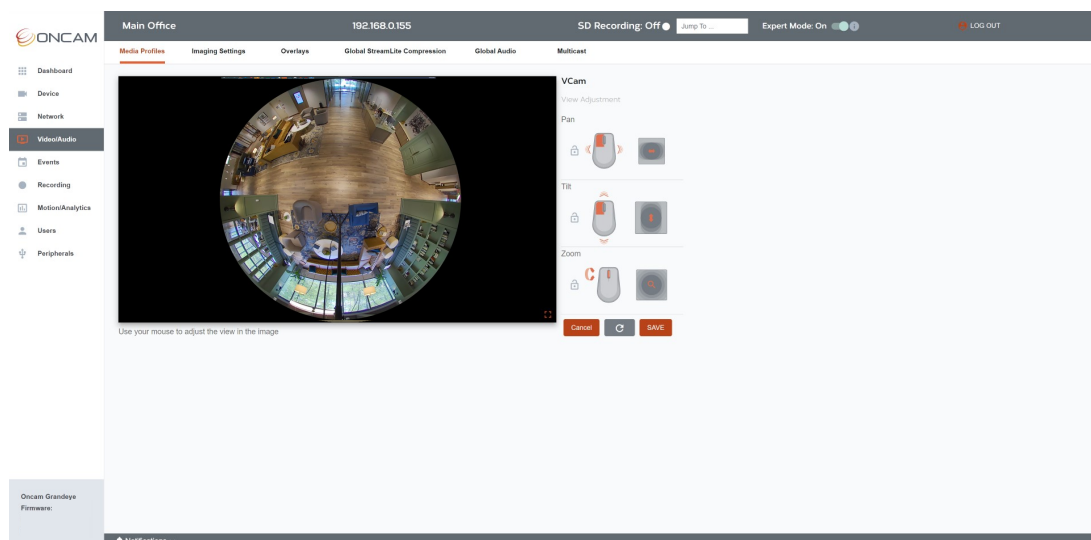 ONCAM
Main Office
192.168.0.155
SD Recording: Off
Jump To ...
Expert Mode: On
LOG OUT
Media Profiles
Imaging Settings
Overlays
Global StreamLite Compression
Global Audio
Multicast
Dashboard
Device
Network
Video/Audio
Events
Recording
Motion/Analytics
Users
Peripherals
VCam
View Adjustment
Pan
Tilt
Zoom
Cancel
SAVE
Use your mouse to adjust the view in the image
Oncam Grandeye
Firmware:
Notifications